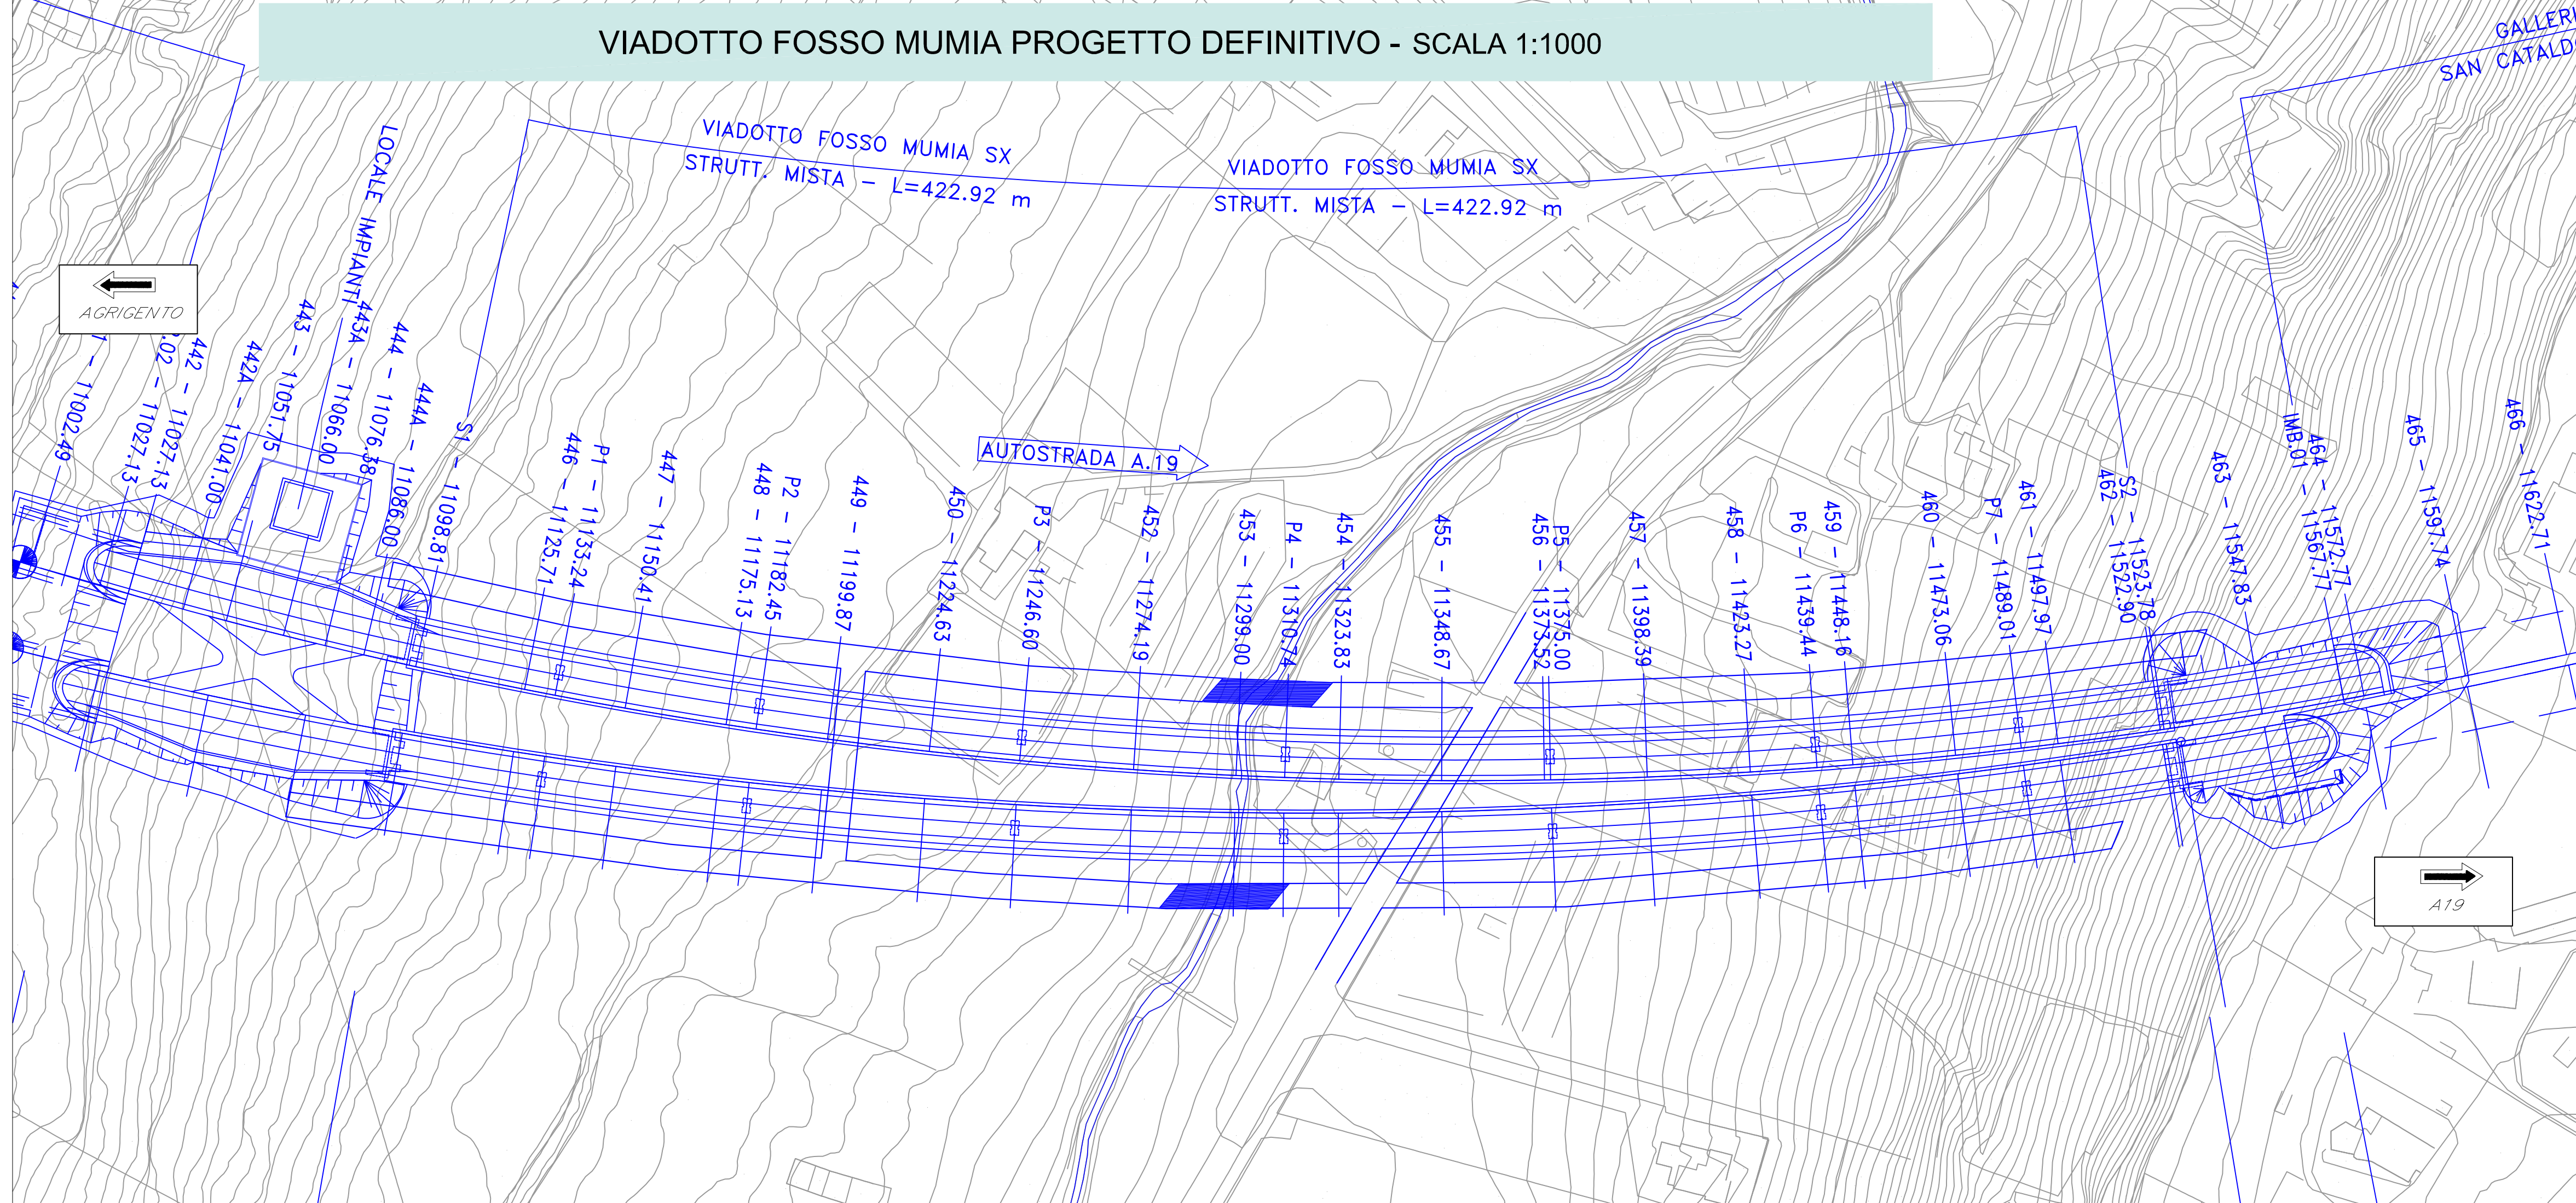 VIADOTTO FOSSO MUMIA PROGETTO DEFINITIVO - SCALA 1:1000
SAN
VIADOTTO FOSSO MUMIA SX
STRUTT. MISTA - L=422.92 m
VIADOTTO FOSSO MUMIA SX
STRUTT. MISTA - L=422.92 m
AGRIGENTO
LOCALE IMPIANTI
AUTOSTRADA A.19
1 - 11002.49
.02 - 11027.13
442 - 11027.13
442A - 11041.00
443 - 11051.75
443A - 11066.00
444 - 11076.38
444A - 11086.00
S1 - 11098.81
446 - 11125.71
P1 - 11133.24
447 - 11150.41
448 - 11175.13
P2 - 11182.45
449 - 11199.87
450 - 11224.63
P3 - 11246.60
452 - 11274.19
453 - 11299.00
P4 - 11310.74
454 - 11323.83
455 - 11348.67
456 - 11373.52
P5 - 11375.00
457 - 11398.39
458 - 11423.27
P6 - 11439.44
459 - 11448.16
460 - 11473.06
P7 - 11489.01
461 - 11497.97
462 - 11522.90
S2 - 11523.78
463 - 11547.83
IMB.01 - 11567.77
464 - 11572.77
465 - 11597.74
466 - 11622.71
A19